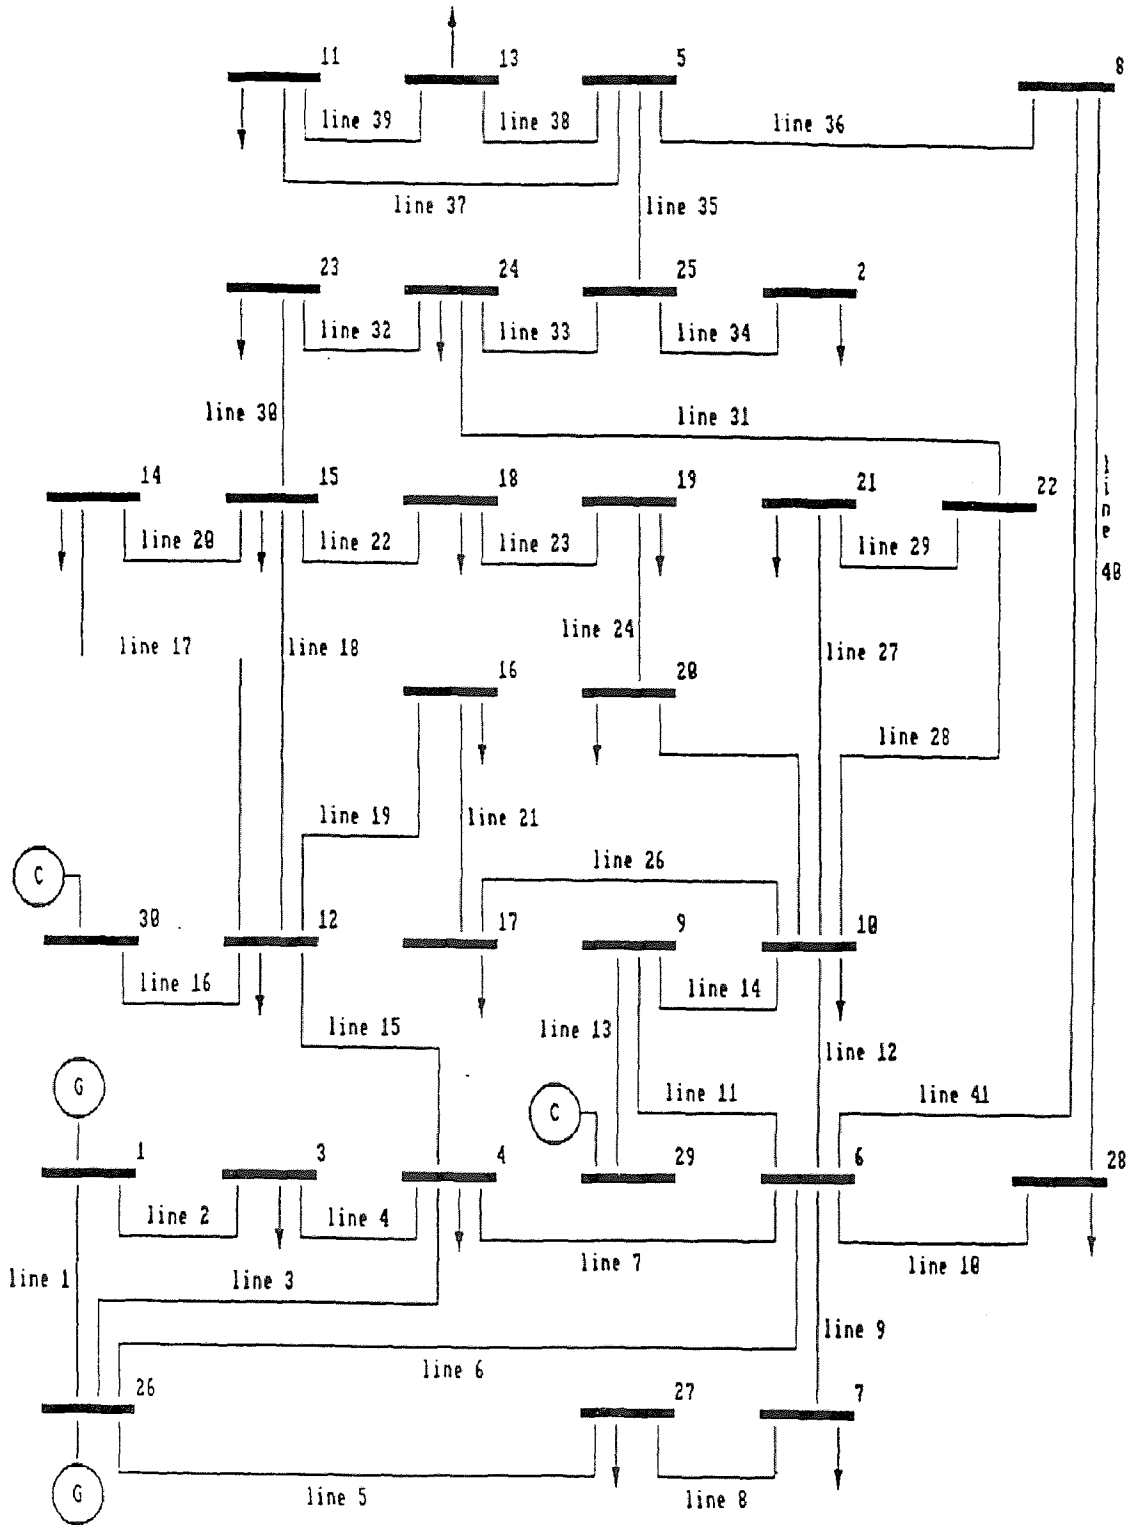 11 13 5 8
line 39 line 38 line 36
line 37 line 35
23 24 25 2
line 32 line 33 line 34
line 30 line 31
14 15 18 19 21 22
line 40
line 20 line 22 line 23 line 29
line 17 line 18 line 24 line 27
16 20
line 28
line 19 line 21
line 26
C
30 12 17 9 10
line 16 line 14
line 15 line 13 line 12
G
line 11 line 41
C
1 3 4 29 6 28
line 2 line 4
line 1 line 3 line 7 line 10
line 9
line 6
26 27 7
G
line 5 line 8